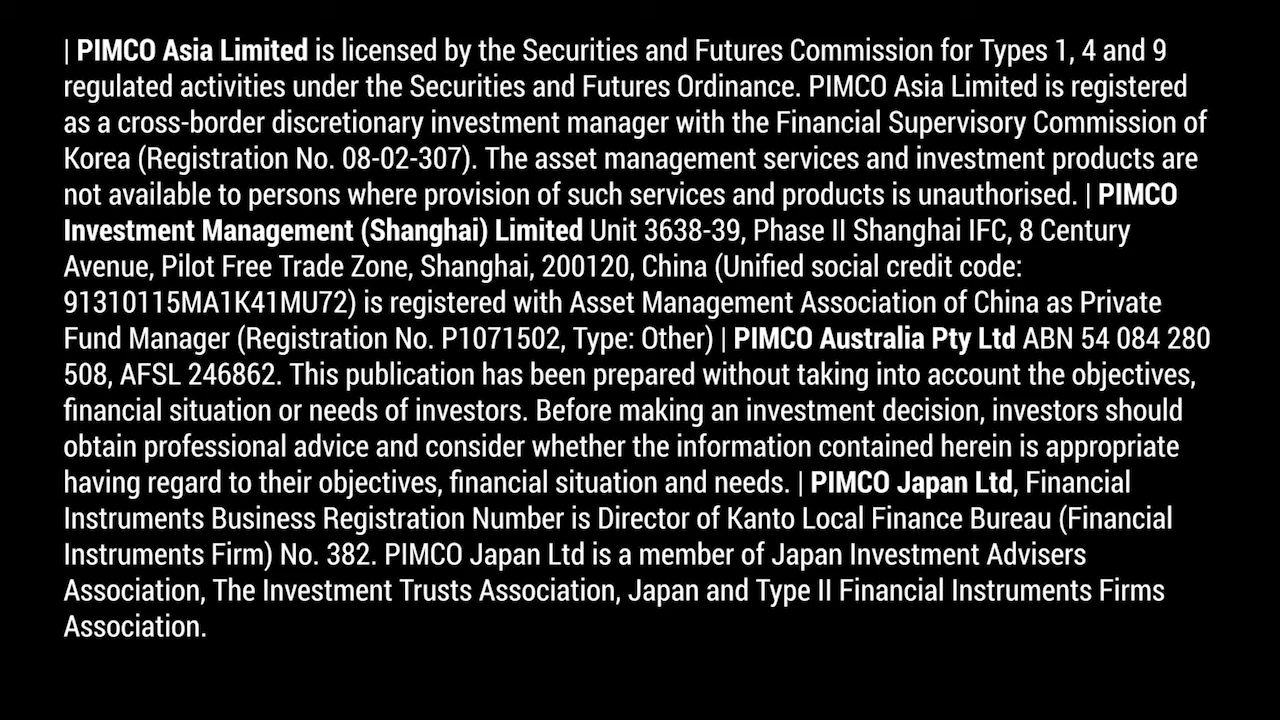 | PIMCO Asia Limited is licensed by the Securities and Futures Commission for Types 1, 4 and 9
regulated activities under the Securities and Futures Ordinance. PIMCO Asia Limited is registered
as a cross-border discretionary investment manager with the Financial Supervisory Commission of
Korea (Registration No. 08-02-307). The asset management services and investment products are
not available to persons where provision of such services and products is unauthorised. | PIMCO
Investment Management (Shanghai) Limited Unit 3638-39, Phase II Shanghai IFC, 8 Century
Avenue, Pilot Free Trade Zone, Shanghai, 200120, China (Unified social credit code:
91310115MA1K41MU72) is registered with Asset Management Association of China as Private
Fund Manager (Registration No. P1071502, Type: Other) | PIMCO Australia Pty Ltd ABN 54 084 280
508, AFSL 246862. This publication has been prepared without taking into account the objectives,
financial situation or needs of investors. Before making an investment decision, investors should
obtain professional advice and consider whether the information contained herein is appropriate
having regard to their objectives, financial situation and needs. | PIMCO Japan Ltd, Financial
Instruments Business Registration Number is Director of Kanto Local Finance Bureau (Financial
Instruments Firm) No. 382. PIMCO Japan Ltd is a member of Japan Investment Advisers
Association, The Investment Trusts Association, Japan and Type II Financial Instruments Firms
Association.